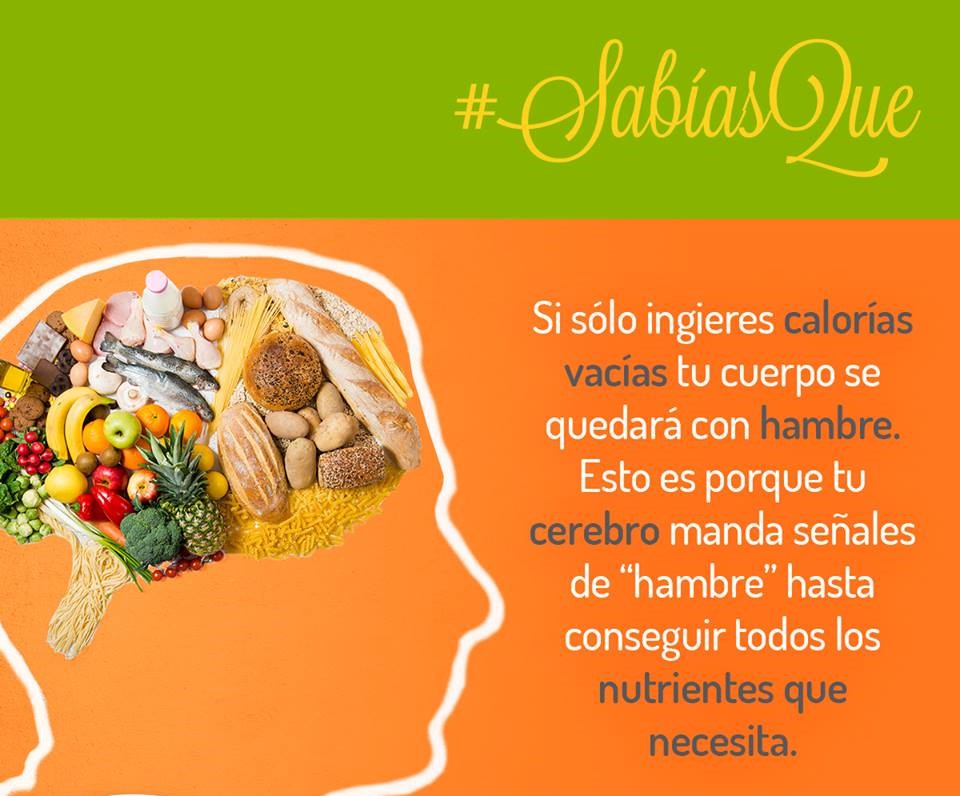 #SabíasQue
Si sólo ingieres calorías
vacías tu cuerpo se
quedará con hambre.
Esto es porque tu
cerebro manda señales
de “hambre” hasta
conseguir todos los
nutrientes que
necesita.